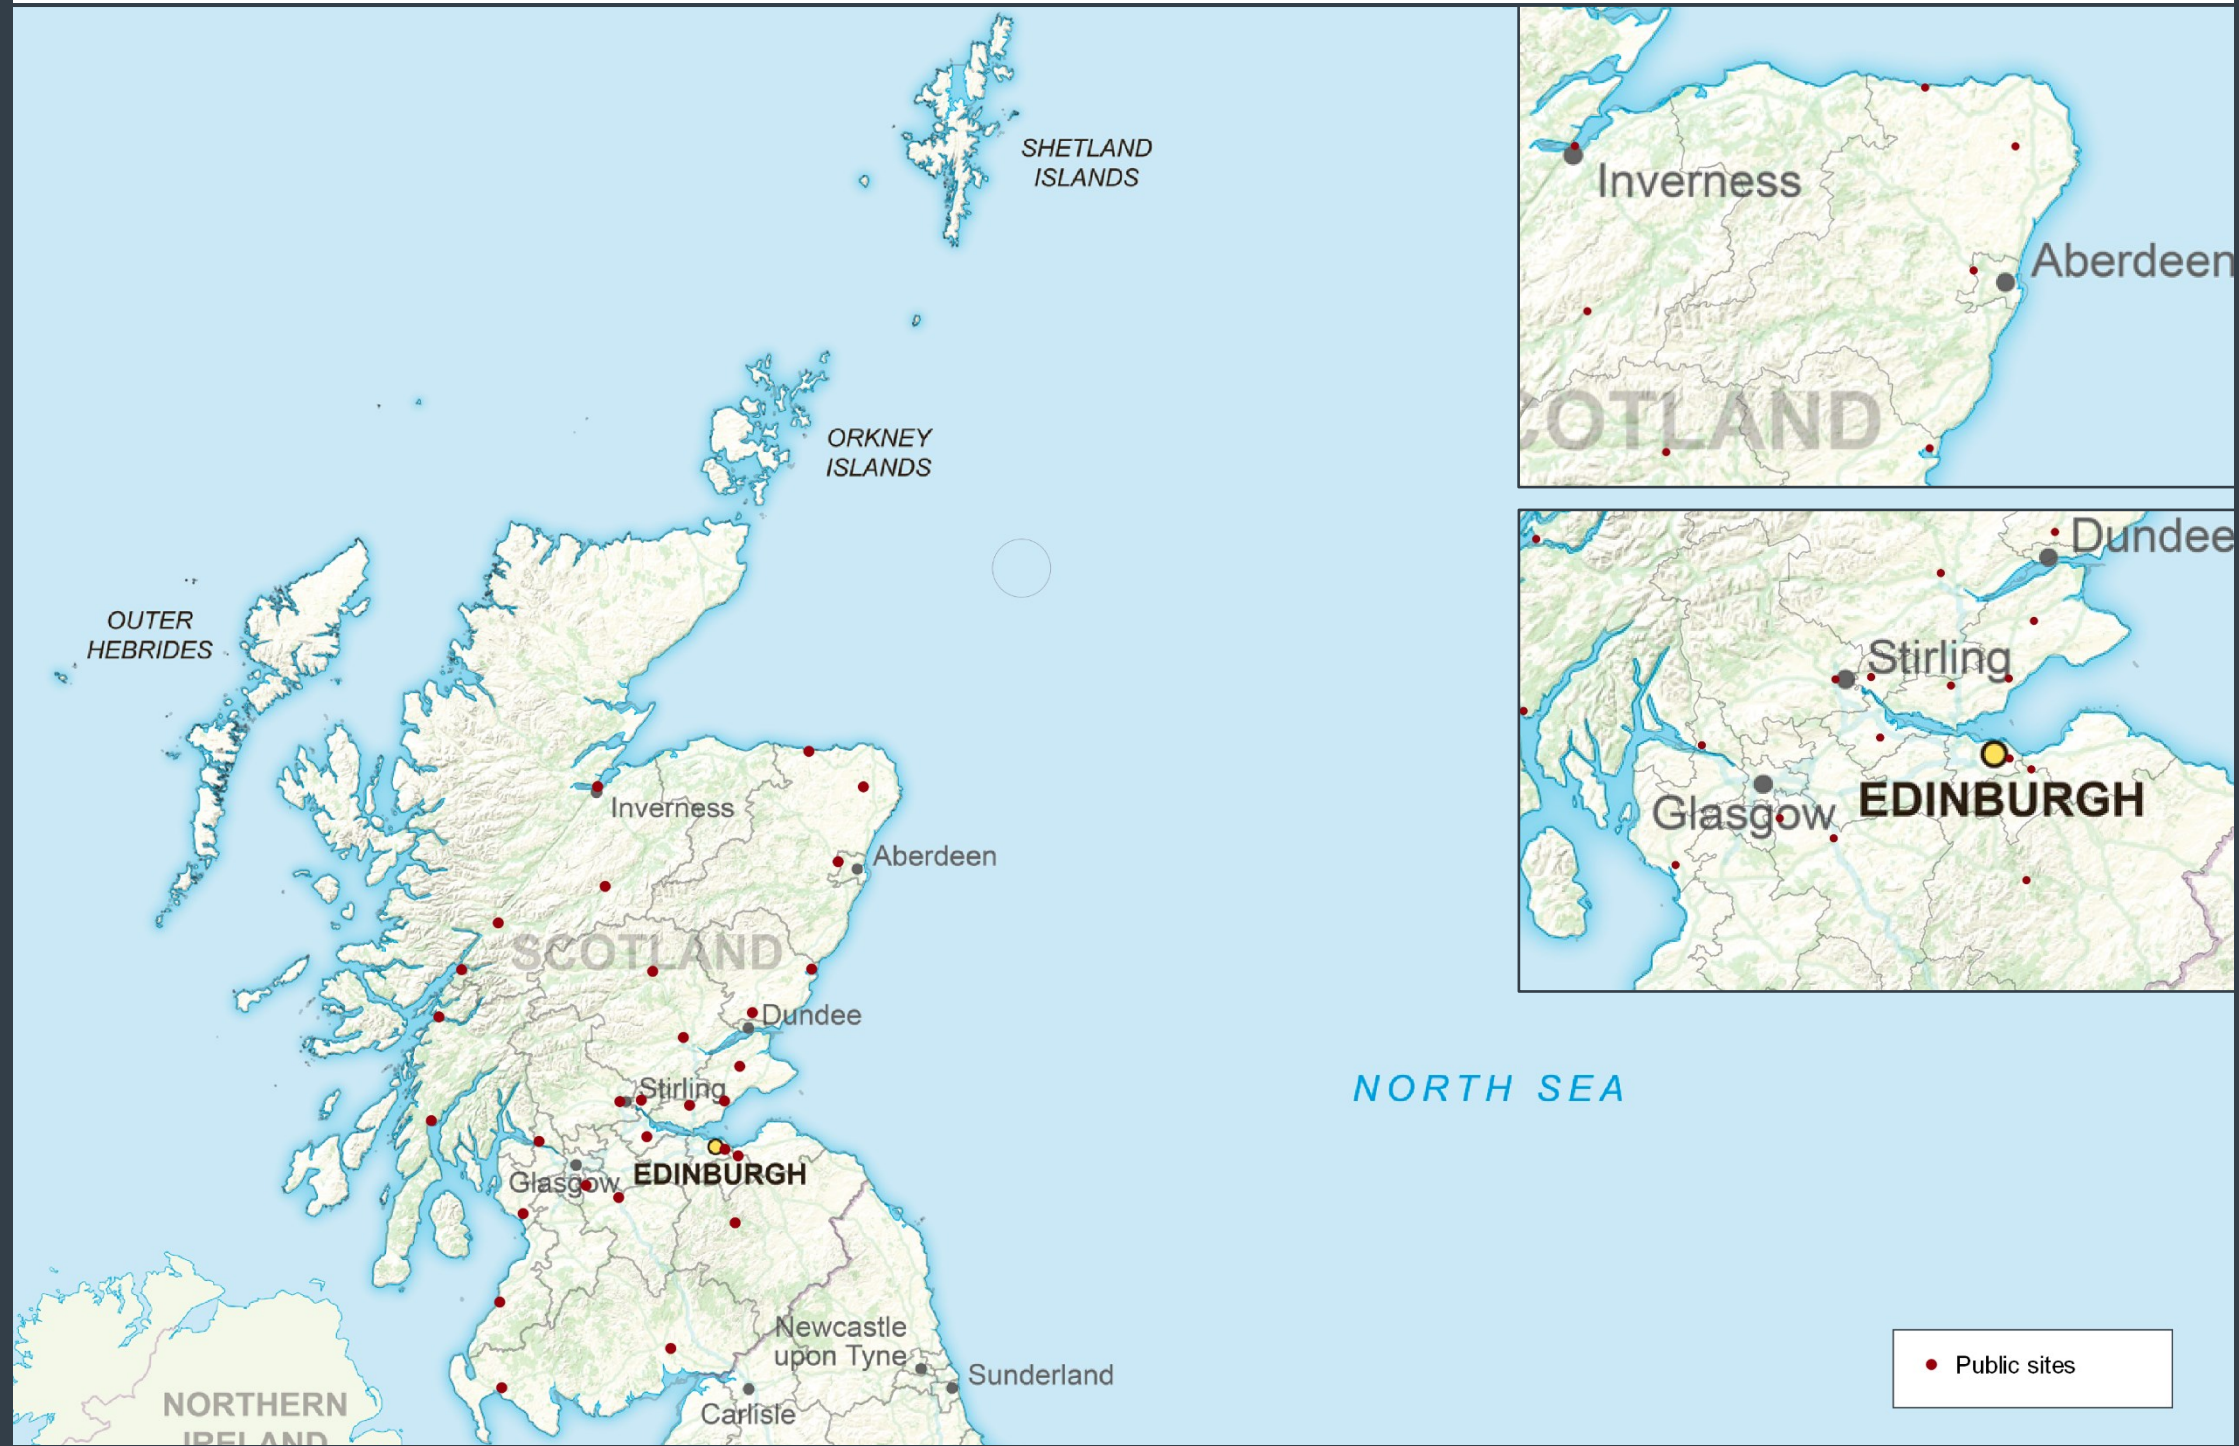 SHETLAND
ISLANDS
ORKNEY
ISLANDS
OUTER
HEBRIDES
Inverness
Aberdeen
SCOTLAND
Dundee
Stirling
Glasgow
EDINBURGH
Newcastle
upon Tyne
Sunderland
Carlisle
NORTHERN
IRELAND
NORTH SEA
Inverness
Aberdeen
COTLAND
Dundee
Stirling
Glasgow
EDINBURGH
Public sites